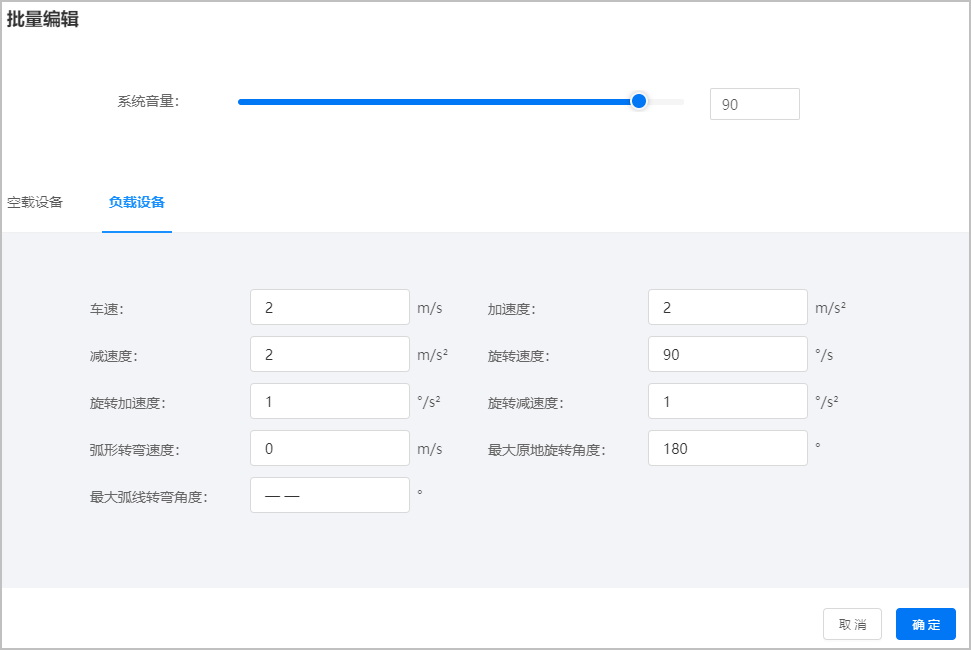 批量编辑
系统音量: 90
空载设备 负载设备
车速: 2 m/s 加速度: 2 m/s²
减速度: 2 m/s² 旋转速度: 90 °/s
旋转加速度: 1 °/s² 旋转减速度: 1 °/s²
弧形转弯速度: 0 m/s 最大原地旋转角度: 180 °
最大弧线转弯角度: — — °
取消 确定